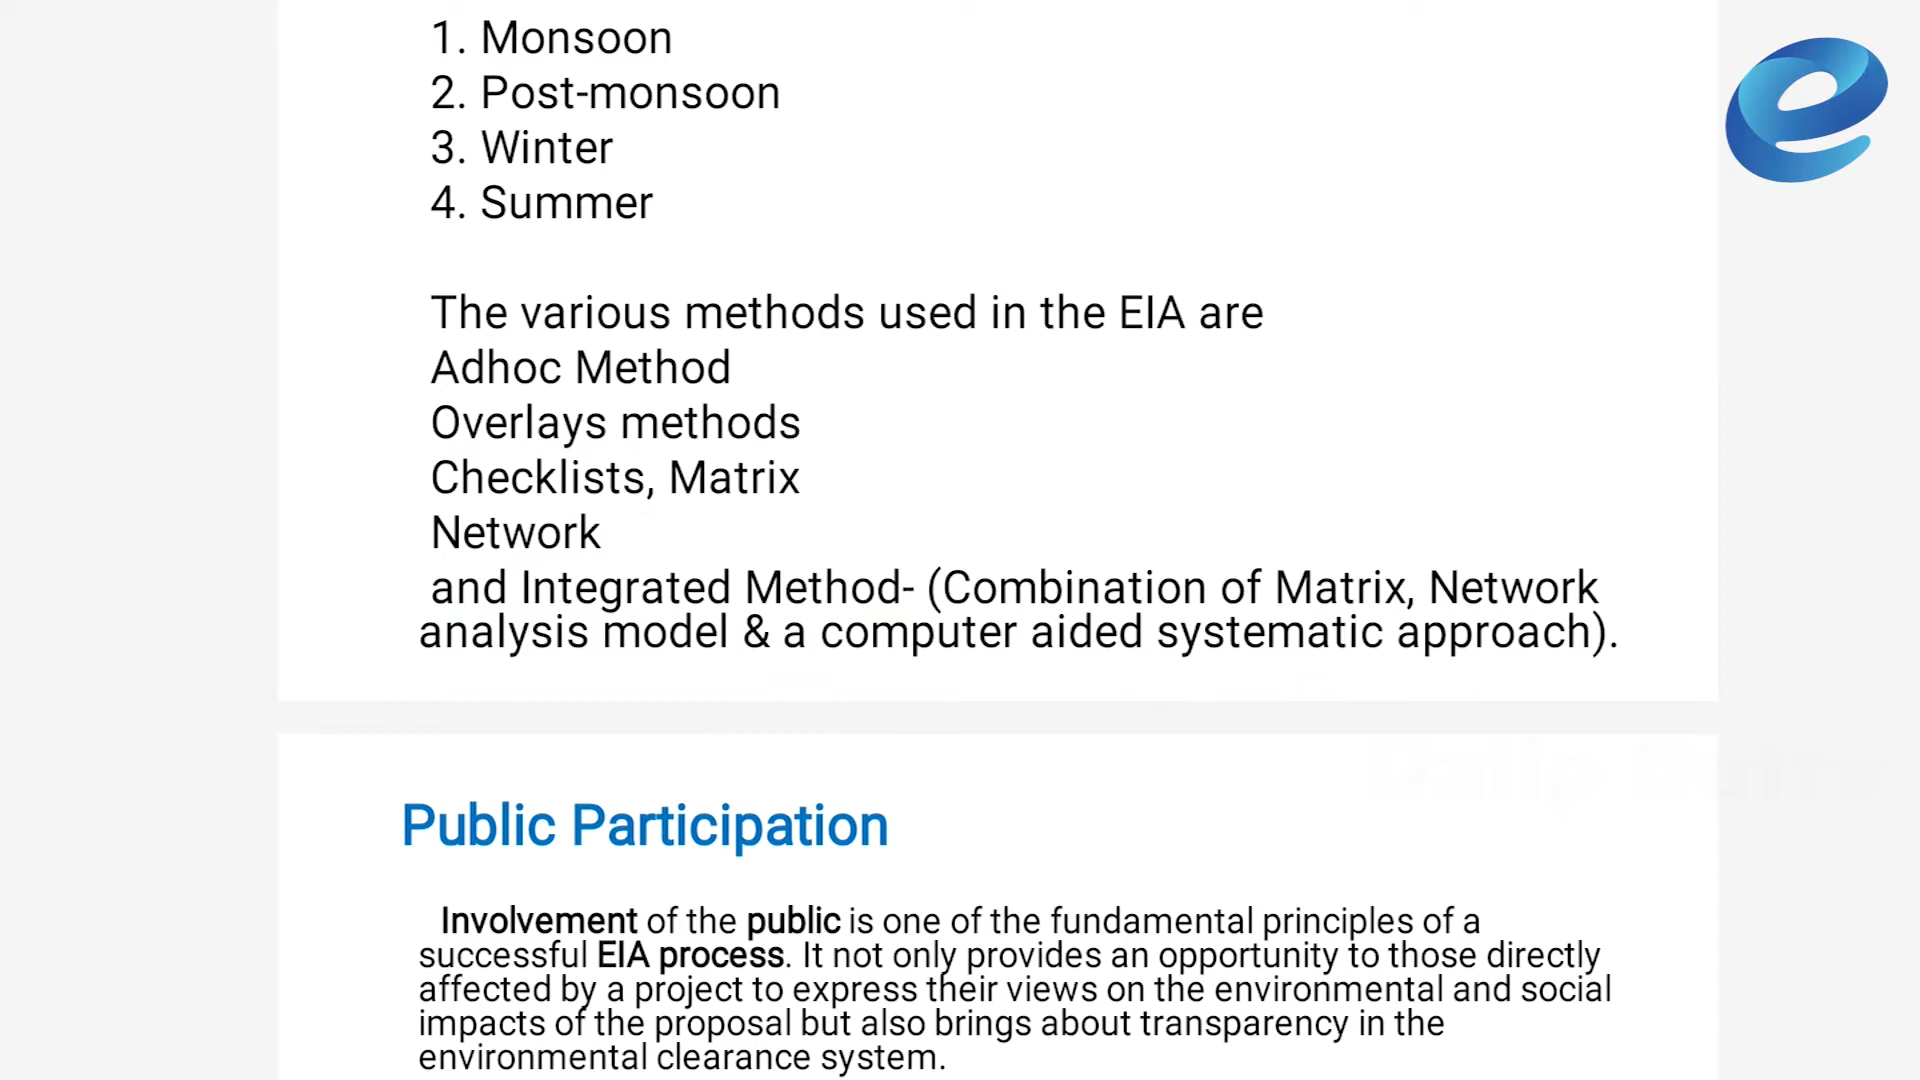 1. Monsoon
2. Post-monsoon
3. Winter
4. Summer
The various methods used in the EIA are
Adhoc Method
Overlays methods
Checklists, Matrix
Network
and Integrated Method- (Combination of Matrix, Network
analysis model & a computer aided systematic approach).
Public Participation
Involvement of the public is one of the fundamental principles of a
successful EIA process. It not only provides an opportunity to those directly
affected by a project to express their views on the environmental and social
impacts of the proposal but also brings about transparency in the
environmental clearance system.